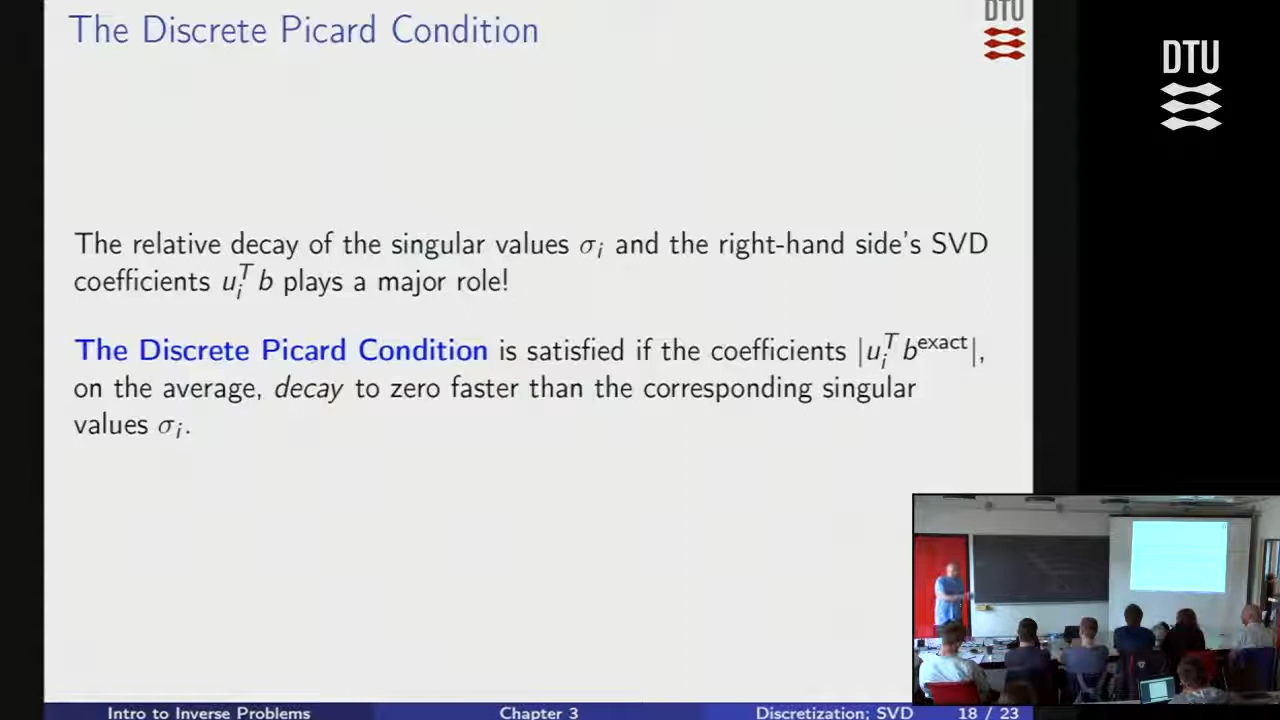 The Discrete Picard Condition
DTU
DTU
The relative decay of the singular values σᵢ and the right-hand side's SVD
coefficients uᵢᵀ b plays a major role!
The Discrete Picard Condition is satisfied if the coefficients |uᵢᵀ b^exact|,
on the average, decay to zero faster than the corresponding singular
values σᵢ.
Intro to Inverse Problems Chapter 3 Discretization; SVD 18 / 23